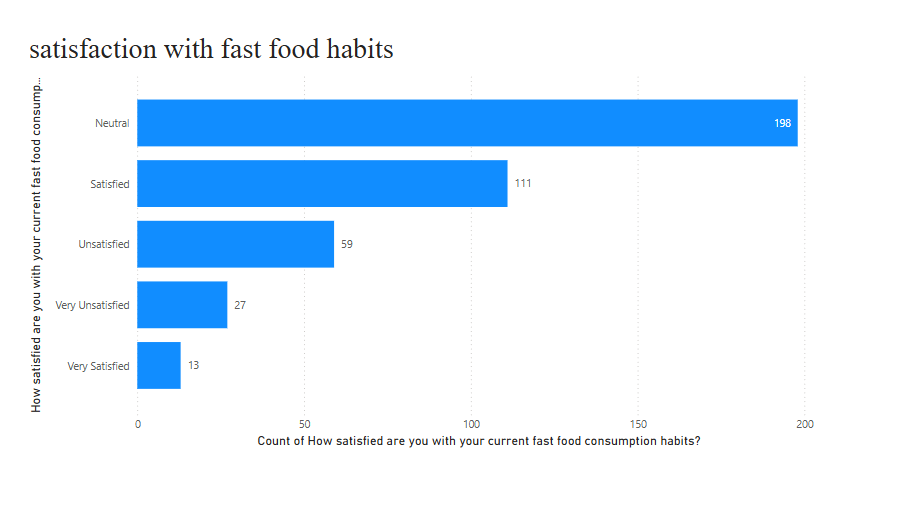 satisfaction with fast food habits
How satisfied are you with your current fast food consump...
Neutral
198
Satisfied
111
Unsatisfied
59
Very Unsatisfied
27
Very Satisfied
13
0 50 100 150 200
Count of How satisfied are you with your current fast food consumption habits?